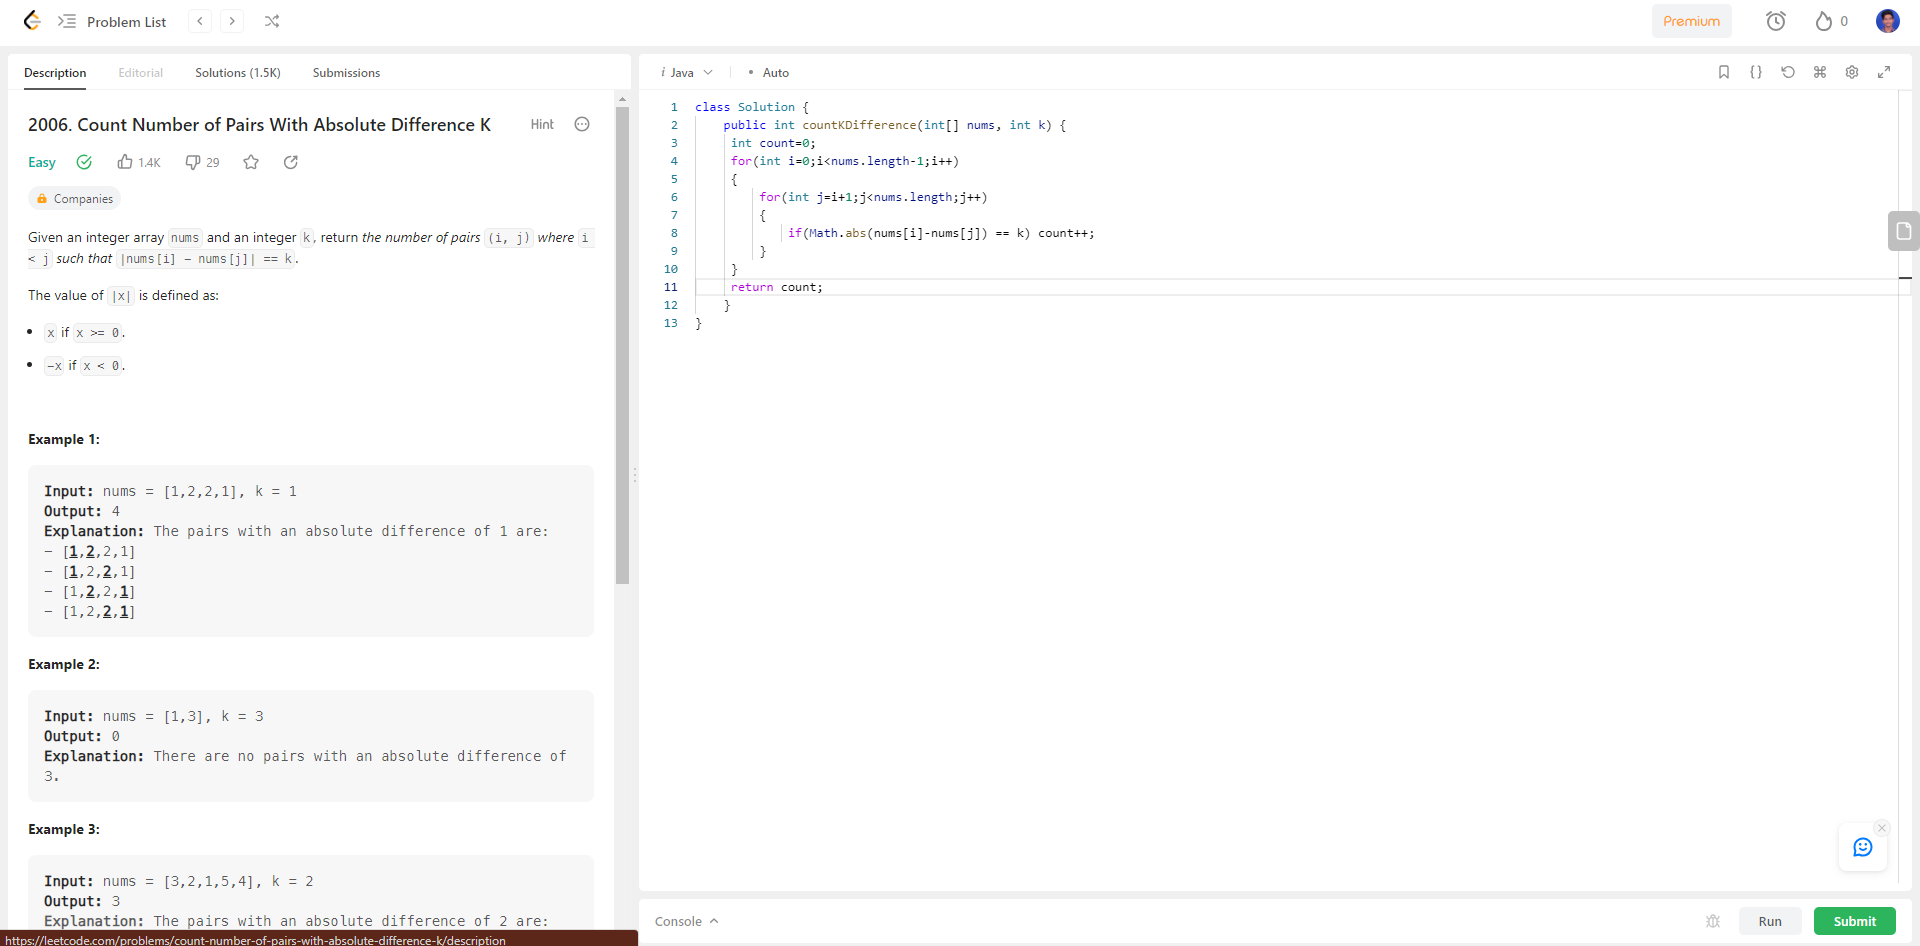 Problem List
Premium
0
Description Editorial Solutions (1.5K) Submissions
2006. Count Number of Pairs With Absolute Difference K
Hint
Easy 1.4K 29
Companies
Given an integer array nums and an integer k, return the number of pairs (i, j) where i
< j such that |nums[i] - nums[j]| == k.
The value of |x| is defined as:
• x if x >= 0.
• -x if x < 0.
Example 1:
Input: nums = [1,2,2,1], k = 1
Output: 4
Explanation: The pairs with an absolute difference of 1 are:
- [1,2,2,1]
- [1,2,2,1]
- [1,2,2,1]
- [1,2,2,1]
Example 2:
Input: nums = [1,3], k = 3
Output: 0
Explanation: There are no pairs with an absolute difference of
3.
Example 3:
Input: nums = [3,2,1,5,4], k = 2
Output: 3
Explanation: The pairs with an absolute difference of 2 are:
https://leetcode.com/problems/count-number-of-pairs-with-absolute-difference-k/description
i Java • Auto
1 class Solution {
2 public int countKDifference(int[] nums, int k) {
3 int count=0;
4 for(int i=0;i<nums.length-1;i++)
5 {
6 for(int j=i+1;j<nums.length;j++)
7 {
8 if(Math.abs(nums[i]-nums[j]) == k) count++;
9 }
10 }
11 return count;
12 }
13 }
Console
Run
Submit